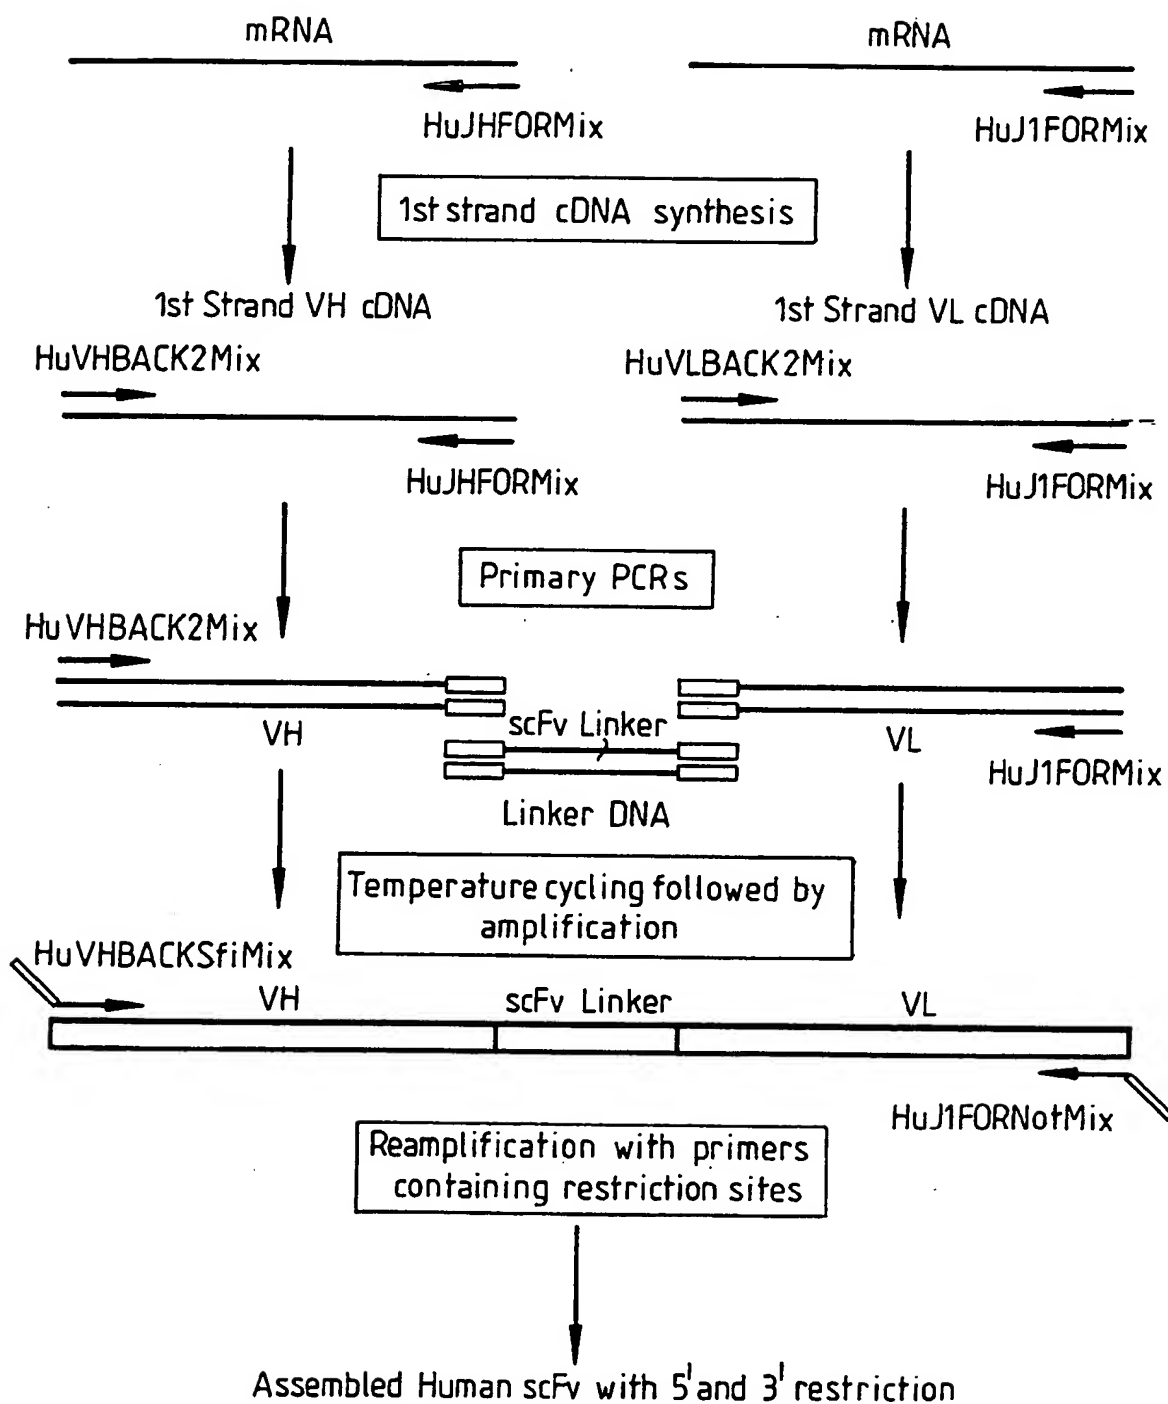 mRNA
mRNA
HuJHFORMix
HuJ1FORMix
1st strand cDNA synthesis
1st Strand VH cDNA
1st Strand VL cDNA
HuVHBACK2Mix
HuVLBACK2Mix
HuJHFORMix
HuJ1FORMix
Primary PCRs
HuVHBACK2Mix
VH
scFv Linker
VL
HuJ1FORMix
Linker DNA
Temperature cycling followed by
amplification
HuVHBACKSfiMix
VH
scFv Linker
VL
HuJ1FORNotMix
Reamplification with primers
containing restriction sites
Assembled Human scFv with 5' and 3' restriction